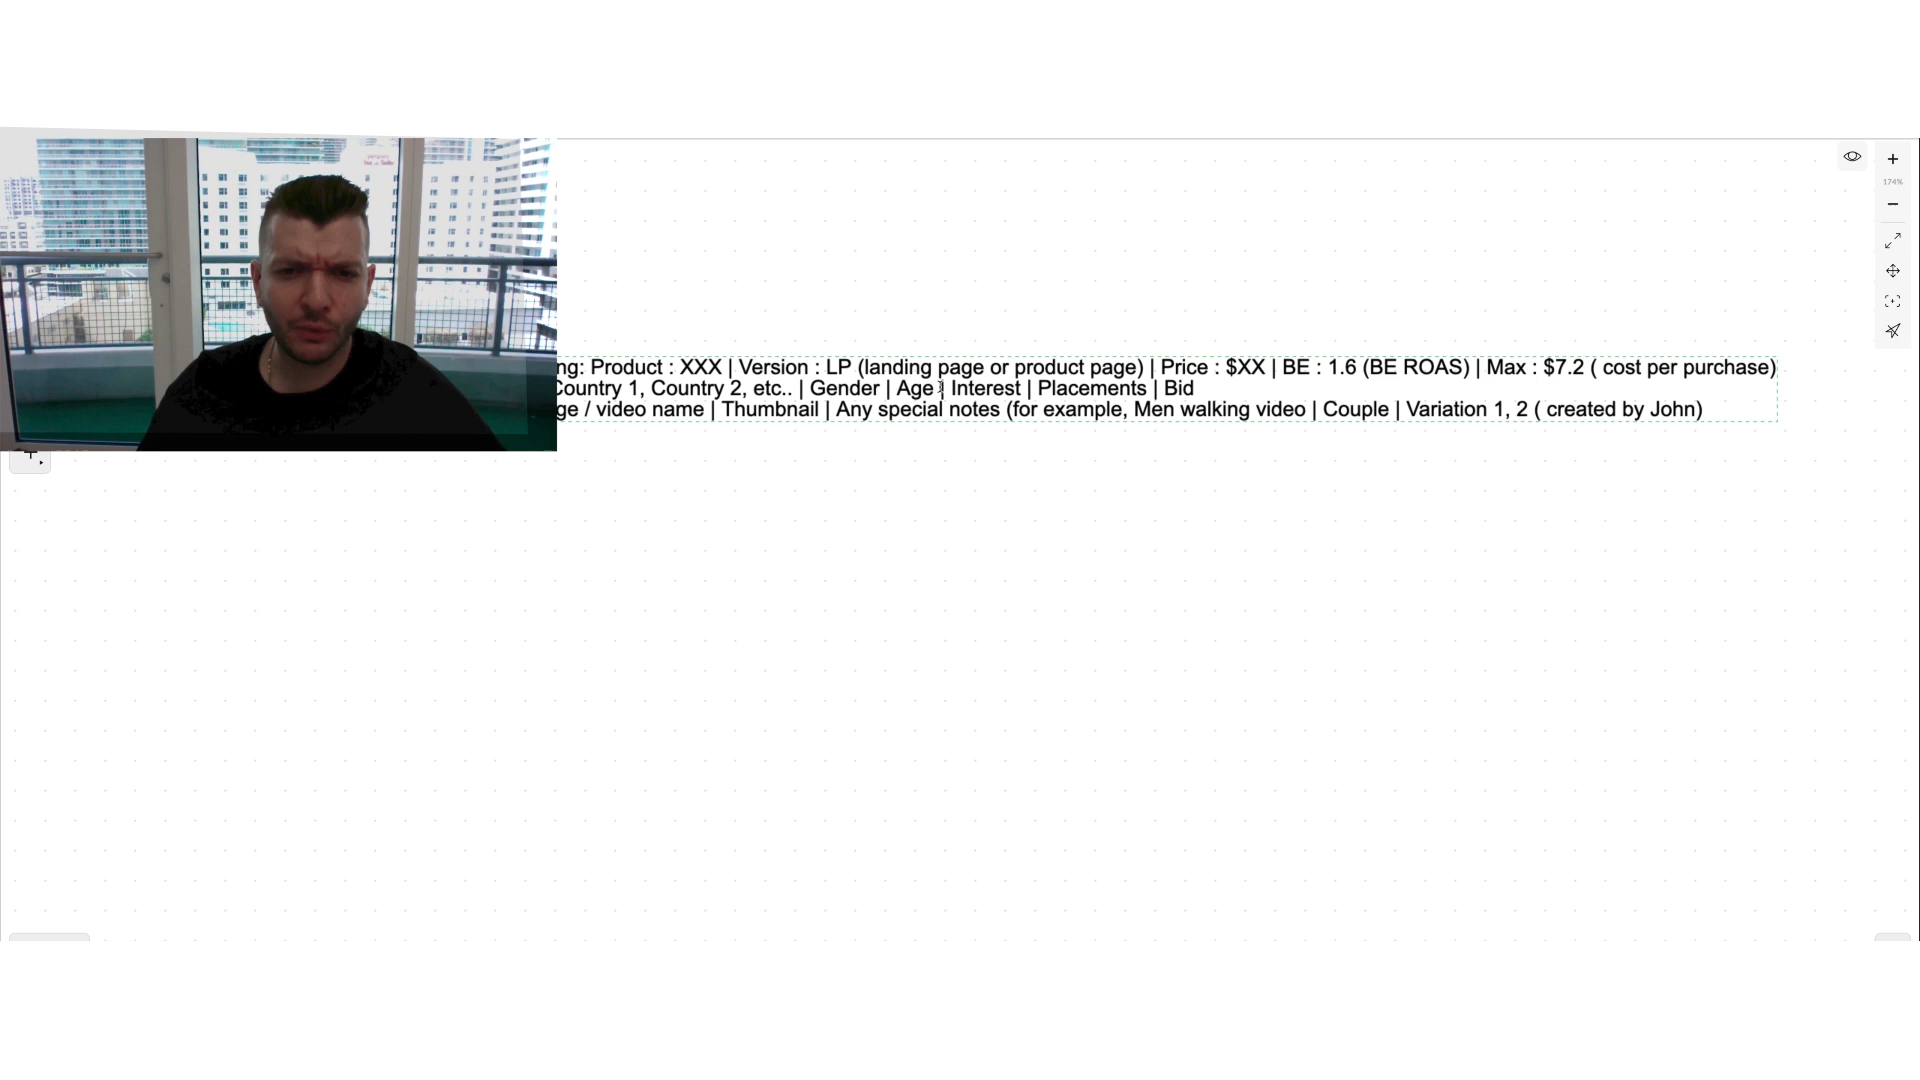 174%
ng: Product : XXX | Version : LP (landing page or product page) | Price : $XX | BE : 1.6 (BE ROAS) | Max : $7.2 ( cost per purchase)
Country 1, Country 2, etc.. | Gender | Age | Interest | Placements | Bid
ge / video name | Thumbnail | Any special notes (for example, Men walking video | Couple | Variation 1, 2 ( created by John)